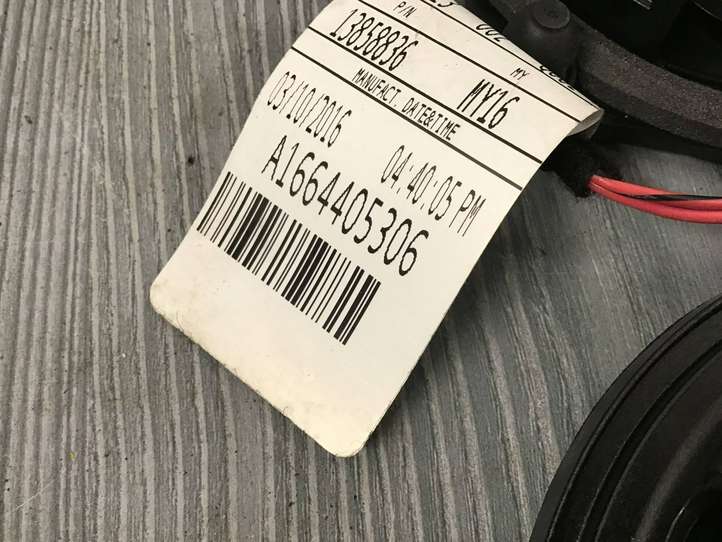 P/N
13858836
MY
MY16
MANUFACT. DATE&TIME
03/10/2016 04:40:05 PM
A1664405306